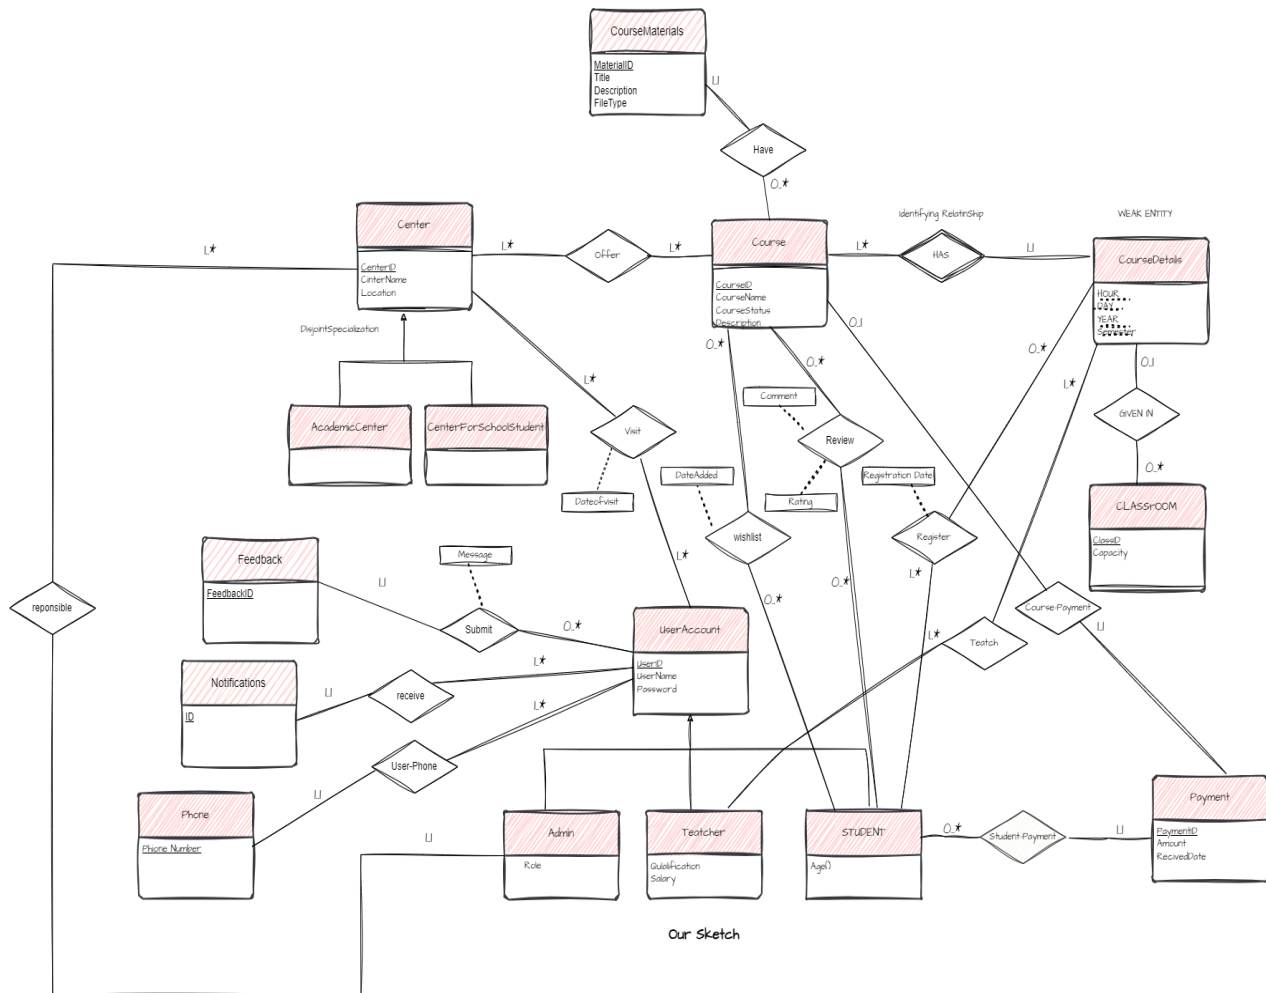 CourseMaterials
MaterialID
Title
Description
FileType
1..1
Have
0..*
Identifying RelatinShip
WEAK ENTITY
Center
CenterID
CinterName
Location
1..*
1..*
Offer
1..*
Course
CourseID
CourseName
CourseStatus
Description
1..*
HAS
1..1
CourseDetails
HOUR
DAY
YEAR
Semester
DisjointSpecialization
0..*
0..*
0..1
0..*
0..1
1..*
1..*
Comment
AcademicCenter
CenterForSchoolStudent
Visit
Review
GIVEN IN
DateAdded
Registration Date
0..*
Dateofvisit
Rating
CLASSrOOM
ClassID
Capacity
wishlist
Register
Feedback
FeedbackID
Message
1..*
1..*
0..*
0..*
1..1
reponsible
Submit
0..*
UserAccount
UserID
UserName
Password
Course-Payment
1..1
1..*
Teatch
Notifications
ID
1..1
receive
1..*
1..*
User-Phone
1..1
Phone
Phione Number
1..1
Admin
Role
Teatcher
Qulalification
Salary
STUDENT
Age()
0..*
Student-Payment
1..1
Payment
PaymentID
Amount
RecivedDate
Our Sketch